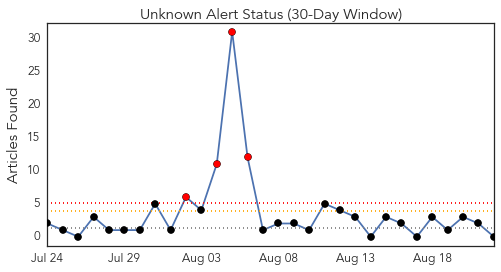 Unknown Alert Status (30-Day Window)
Articles Found
30
25
20
15
10
5
0
Jul 24 Jul 29 Aug 03 Aug 08 Aug 13 Aug 18